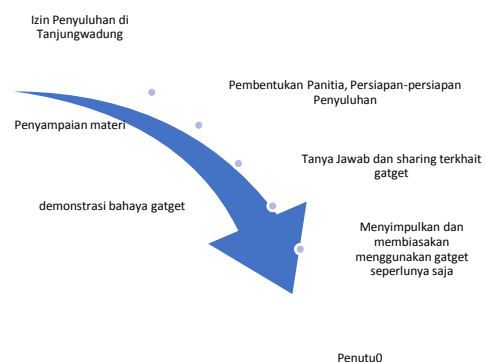 Izin Penyuluhan di
Tanjungwadung
Pembentukan Panitia, Persiapan-persiapan
Penyuluhan
Penyampaian materi
Tanya Jawab dan sharing terkhait
gatget
demonstrasi bahaya gatget
Menyimpulkan dan
membiasakan
menggunakan gatget
seperlunya saja
Penutu0